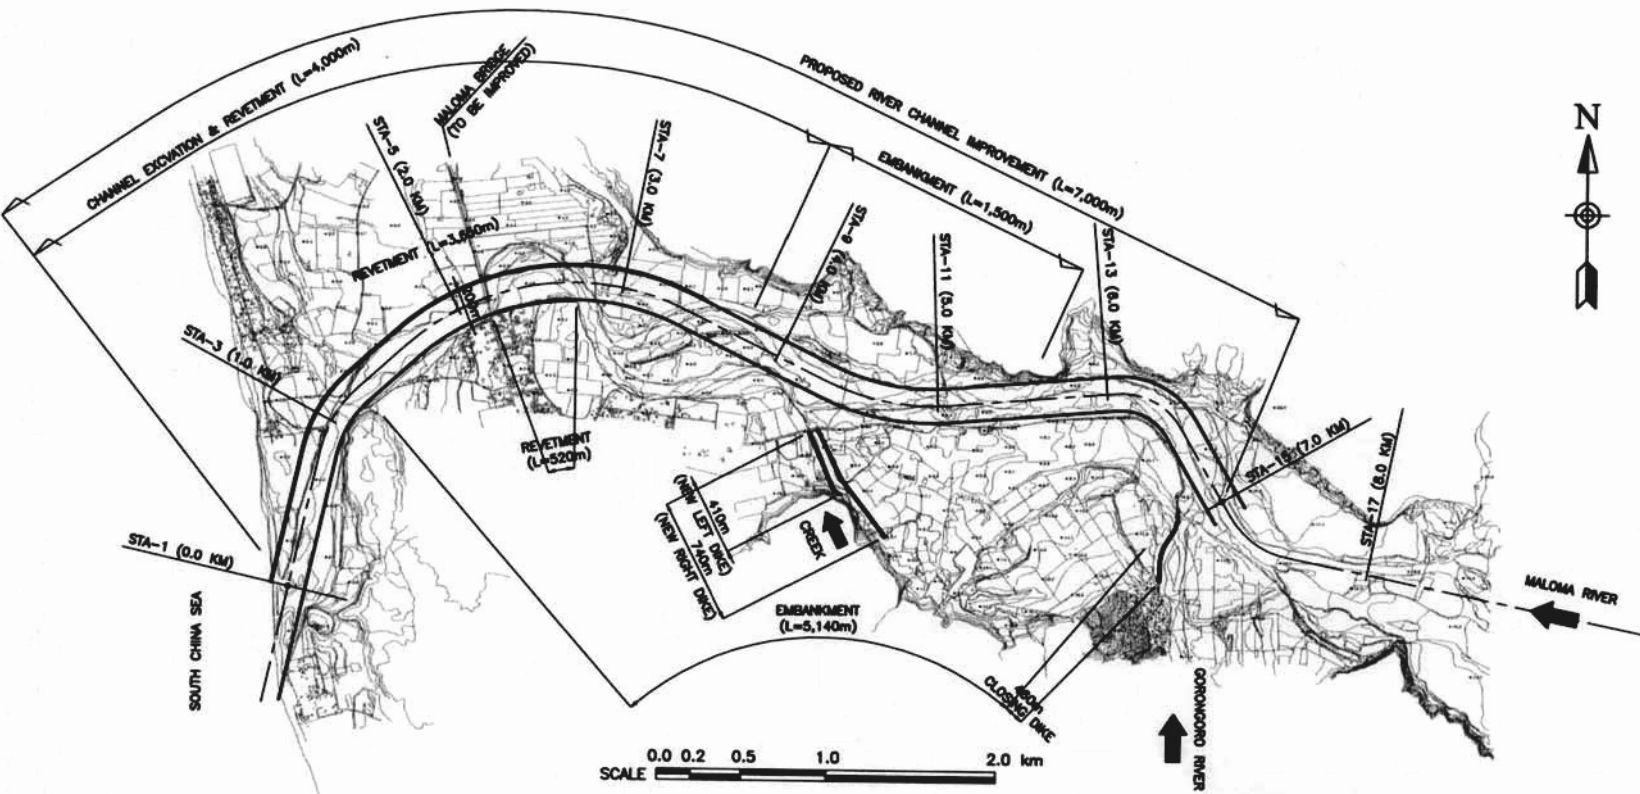 PROPOSED RIVER CHANNEL IMPROVEMENT (L=7,000m)
CHANNEL EXCVATION & REVETMENT (L=4,000m)
MALOMA BRIDGE
(TO BE IMPROVED)
EMBANKMENT (L=1,500m)
N
STA-5 (2.0 KM)
STA-7 (3.0 KM)
STA-9 (4.0 KM)
STA-11 (5.0 KM)
STA-13 (6.0 KM)
REVETMENT (L=3,650m)
200m
STA-3 (1.0 KM)
REVETMENT
(L=520m)
STA-15 (7.0 KM)
STA-17 (8.0 KM)
410m
(NEW LEFT DIKE)
740m
(NEW RIGHT DIKE)
CREEK
STA-1 (0.0 KM)
SOUTH CHINA SEA
EMBANKMENT
(L=5,140m)
MALOMA RIVER
480m
CLOSING DIKE
GORONGORO RIVER
0.0 0.2 0.5 1.0 2.0 km
SCALE